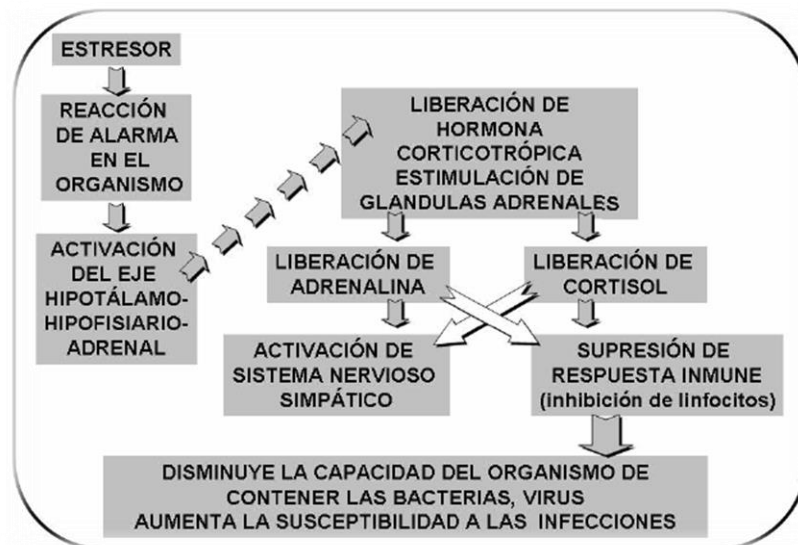 ESTRESOR
REACCIÓN
DE ALARMA
EN EL
ORGANISMO
ACTIVACIÓN
DEL EJE
HIPOTÁLAMO-
HIPOFISIARIO-
ADRENAL
LIBERACIÓN DE
HORMONA
CORTICOTRÓPICA
ESTIMULACIÓN DE
GLANDULAS ADRENALES
LIBERACIÓN DE
ADRENALINA
LIBERACIÓN DE
CORTISOL
ACTIVACIÓN DE
SISTEMA NERVIOSO
SIMPÁTICO
SUPRESIÓN DE
RESPUESTA INMUNE
(inhibición de linfocitos)
DISMINUYE LA CAPACIDAD DEL ORGANISMO DE
CONTENER LAS BACTERIAS, VIRUS
AUMENTA LA SUSCEPTIBILIDAD A LAS INFECCIONES